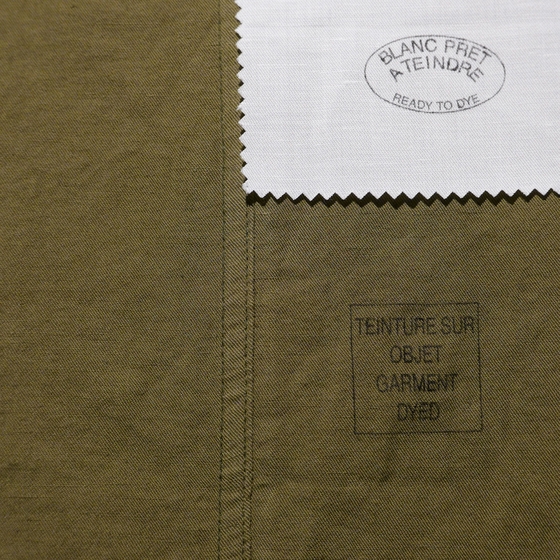 BLANC PRET
A TEINDRE
READY TO DYE
TEINTURE SUR
OBJET
GARMENT
DYED